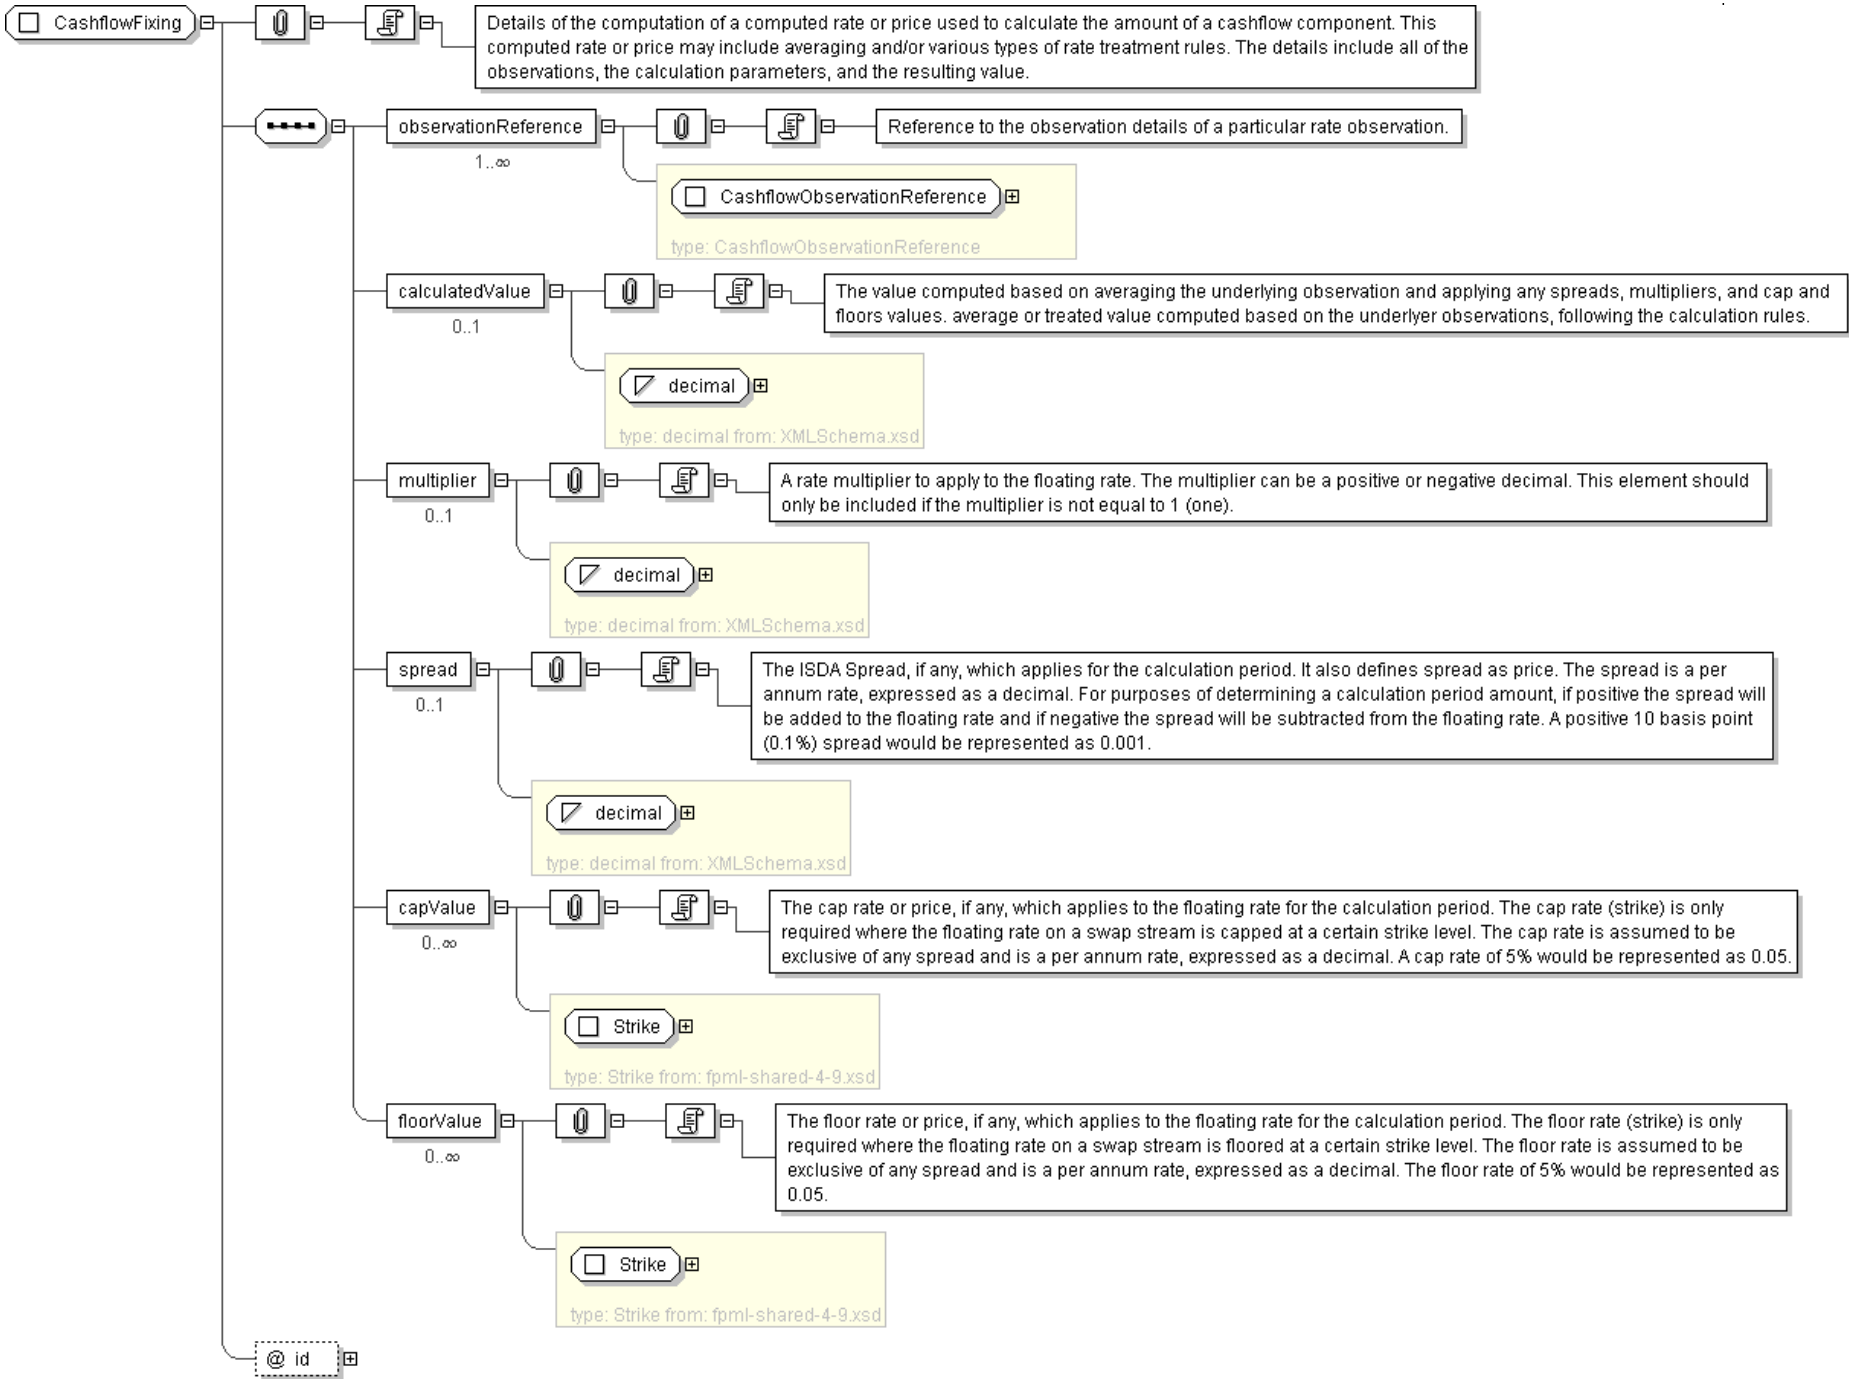 CashflowFixing
Details of the computation of a computed rate or price used to calculate the amount of a cashflow component. This
computed rate or price may include averaging and/or various types of rate treatment rules. The details include all of the
observations, the calculation parameters, and the resulting value.
observationReference
1..∞
Reference to the observation details of a particular rate observation.
CashflowObservationReference
type: CashflowObservationReference
calculatedValue
0..1
The value computed based on averaging the underlying observation and applying any spreads, multipliers, and cap and
floors values. average or treated value computed based on the underlyer observations, following the calculation rules.
decimal
type: decimal from: XMLSchema.xsd
multiplier
0..1
A rate multiplier to apply to the floating rate. The multiplier can be a positive or negative decimal. This element should
only be included if the multiplier is not equal to 1 (one).
decimal
type: decimal from: XMLSchema.xsd
spread
0..1
The ISDA Spread, if any, which applies for the calculation period. It also defines spread as price. The spread is a per
annum rate, expressed as a decimal. For purposes of determining a calculation period amount, if positive the spread will
be added to the floating rate and if negative the spread will be subtracted from the floating rate. A positive 10 basis point
(0.1%) spread would be represented as 0.001.
decimal
type: decimal from: XMLSchema.xsd
capValue
0..∞
The cap rate or price, if any, which applies to the floating rate for the calculation period. The cap rate (strike) is only
required where the floating rate on a swap stream is capped at a certain strike level. The cap rate is assumed to be
exclusive of any spread and is a per annum rate, expressed as a decimal. A cap rate of 5% would be represented as 0.05.
Strike
type: Strike from: fpml-shared-4-9.xsd
floorValue
0..∞
The floor rate or price, if any, which applies to the floating rate for the calculation period. The floor rate (strike) is only
required where the floating rate on a swap stream is floored at a certain strike level. The floor rate is assumed to be
exclusive of any spread and is a per annum rate, expressed as a decimal. The floor rate of 5% would be represented as
0.05.
Strike
type: Strike from: fpml-shared-4-9.xsd
@ id